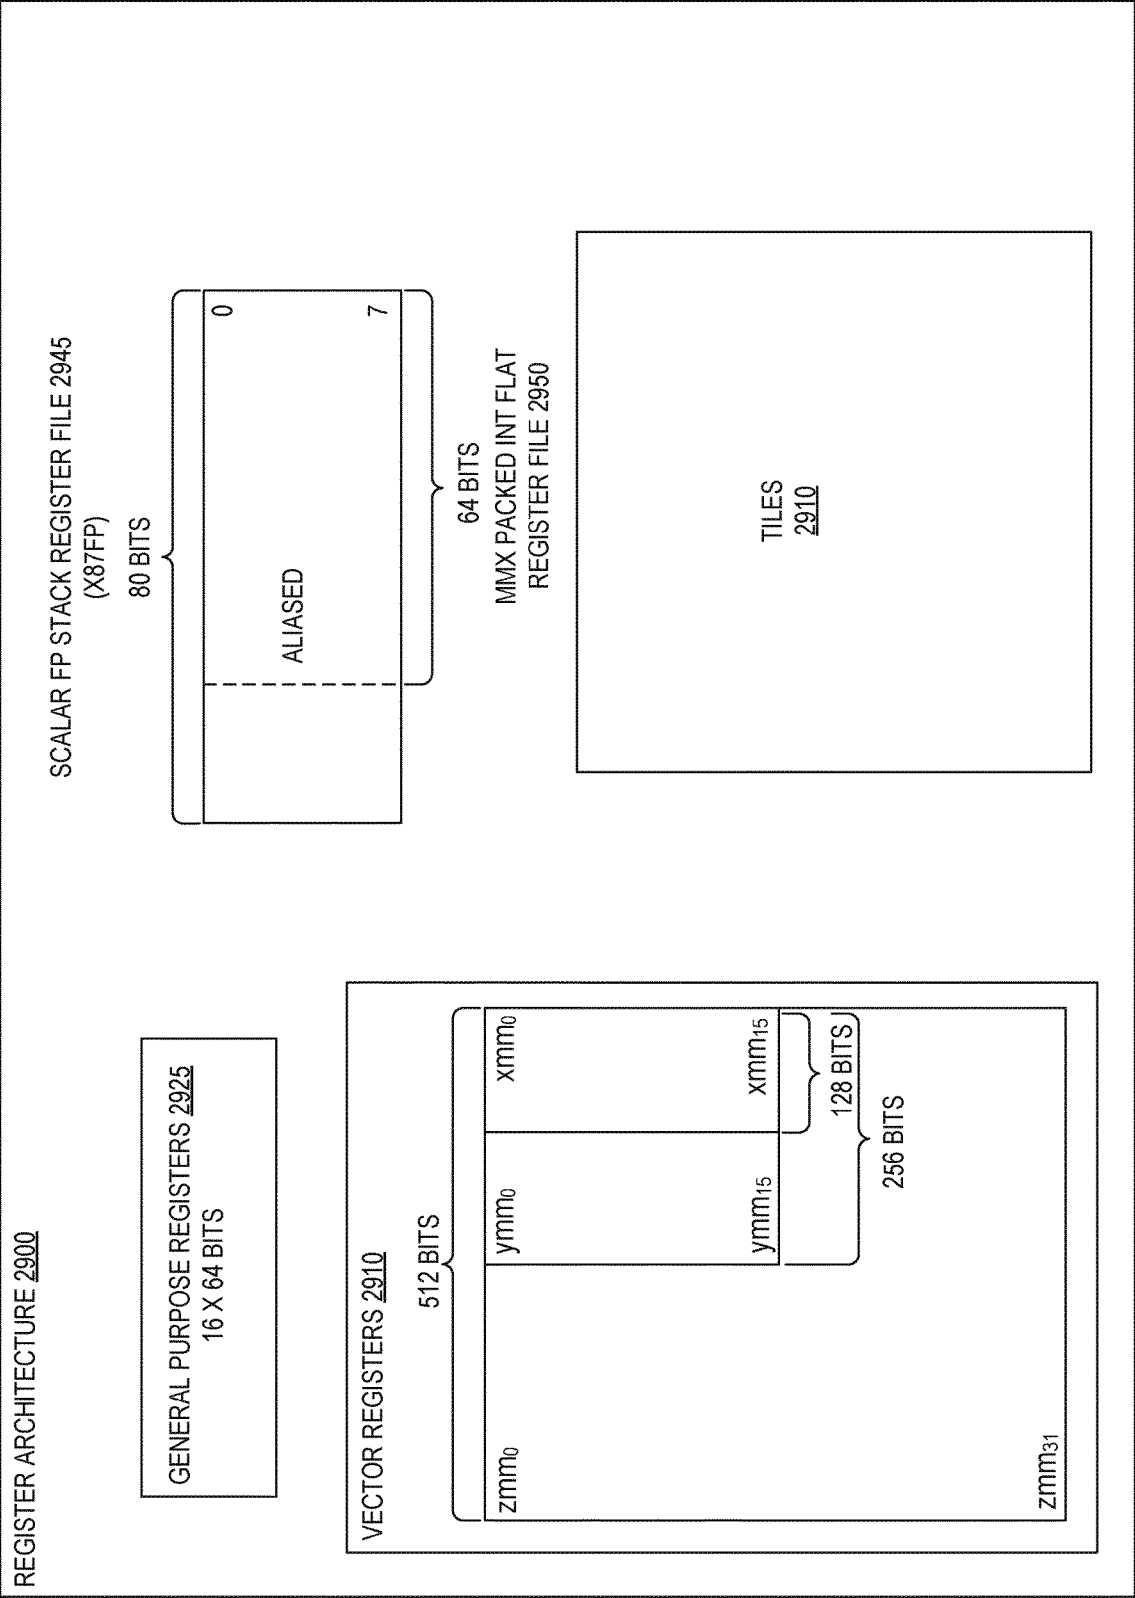 REGISTER ARCHITECTURE 2900
GENERAL PURPOSE REGISTERS 2925
16 X 64 BITS
VECTOR REGISTERS 2910
512 BITS
zmm0
ymm0
xmm0
ymm15
xmm15
128 BITS
256 BITS
zmm31
SCALAR FP STACK REGISTER FILE 2945
(X87FP)
80 BITS
0
ALIASED
7
64 BITS
MMX PACKED INT FLAT
REGISTER FILE 2950
TILES
2910